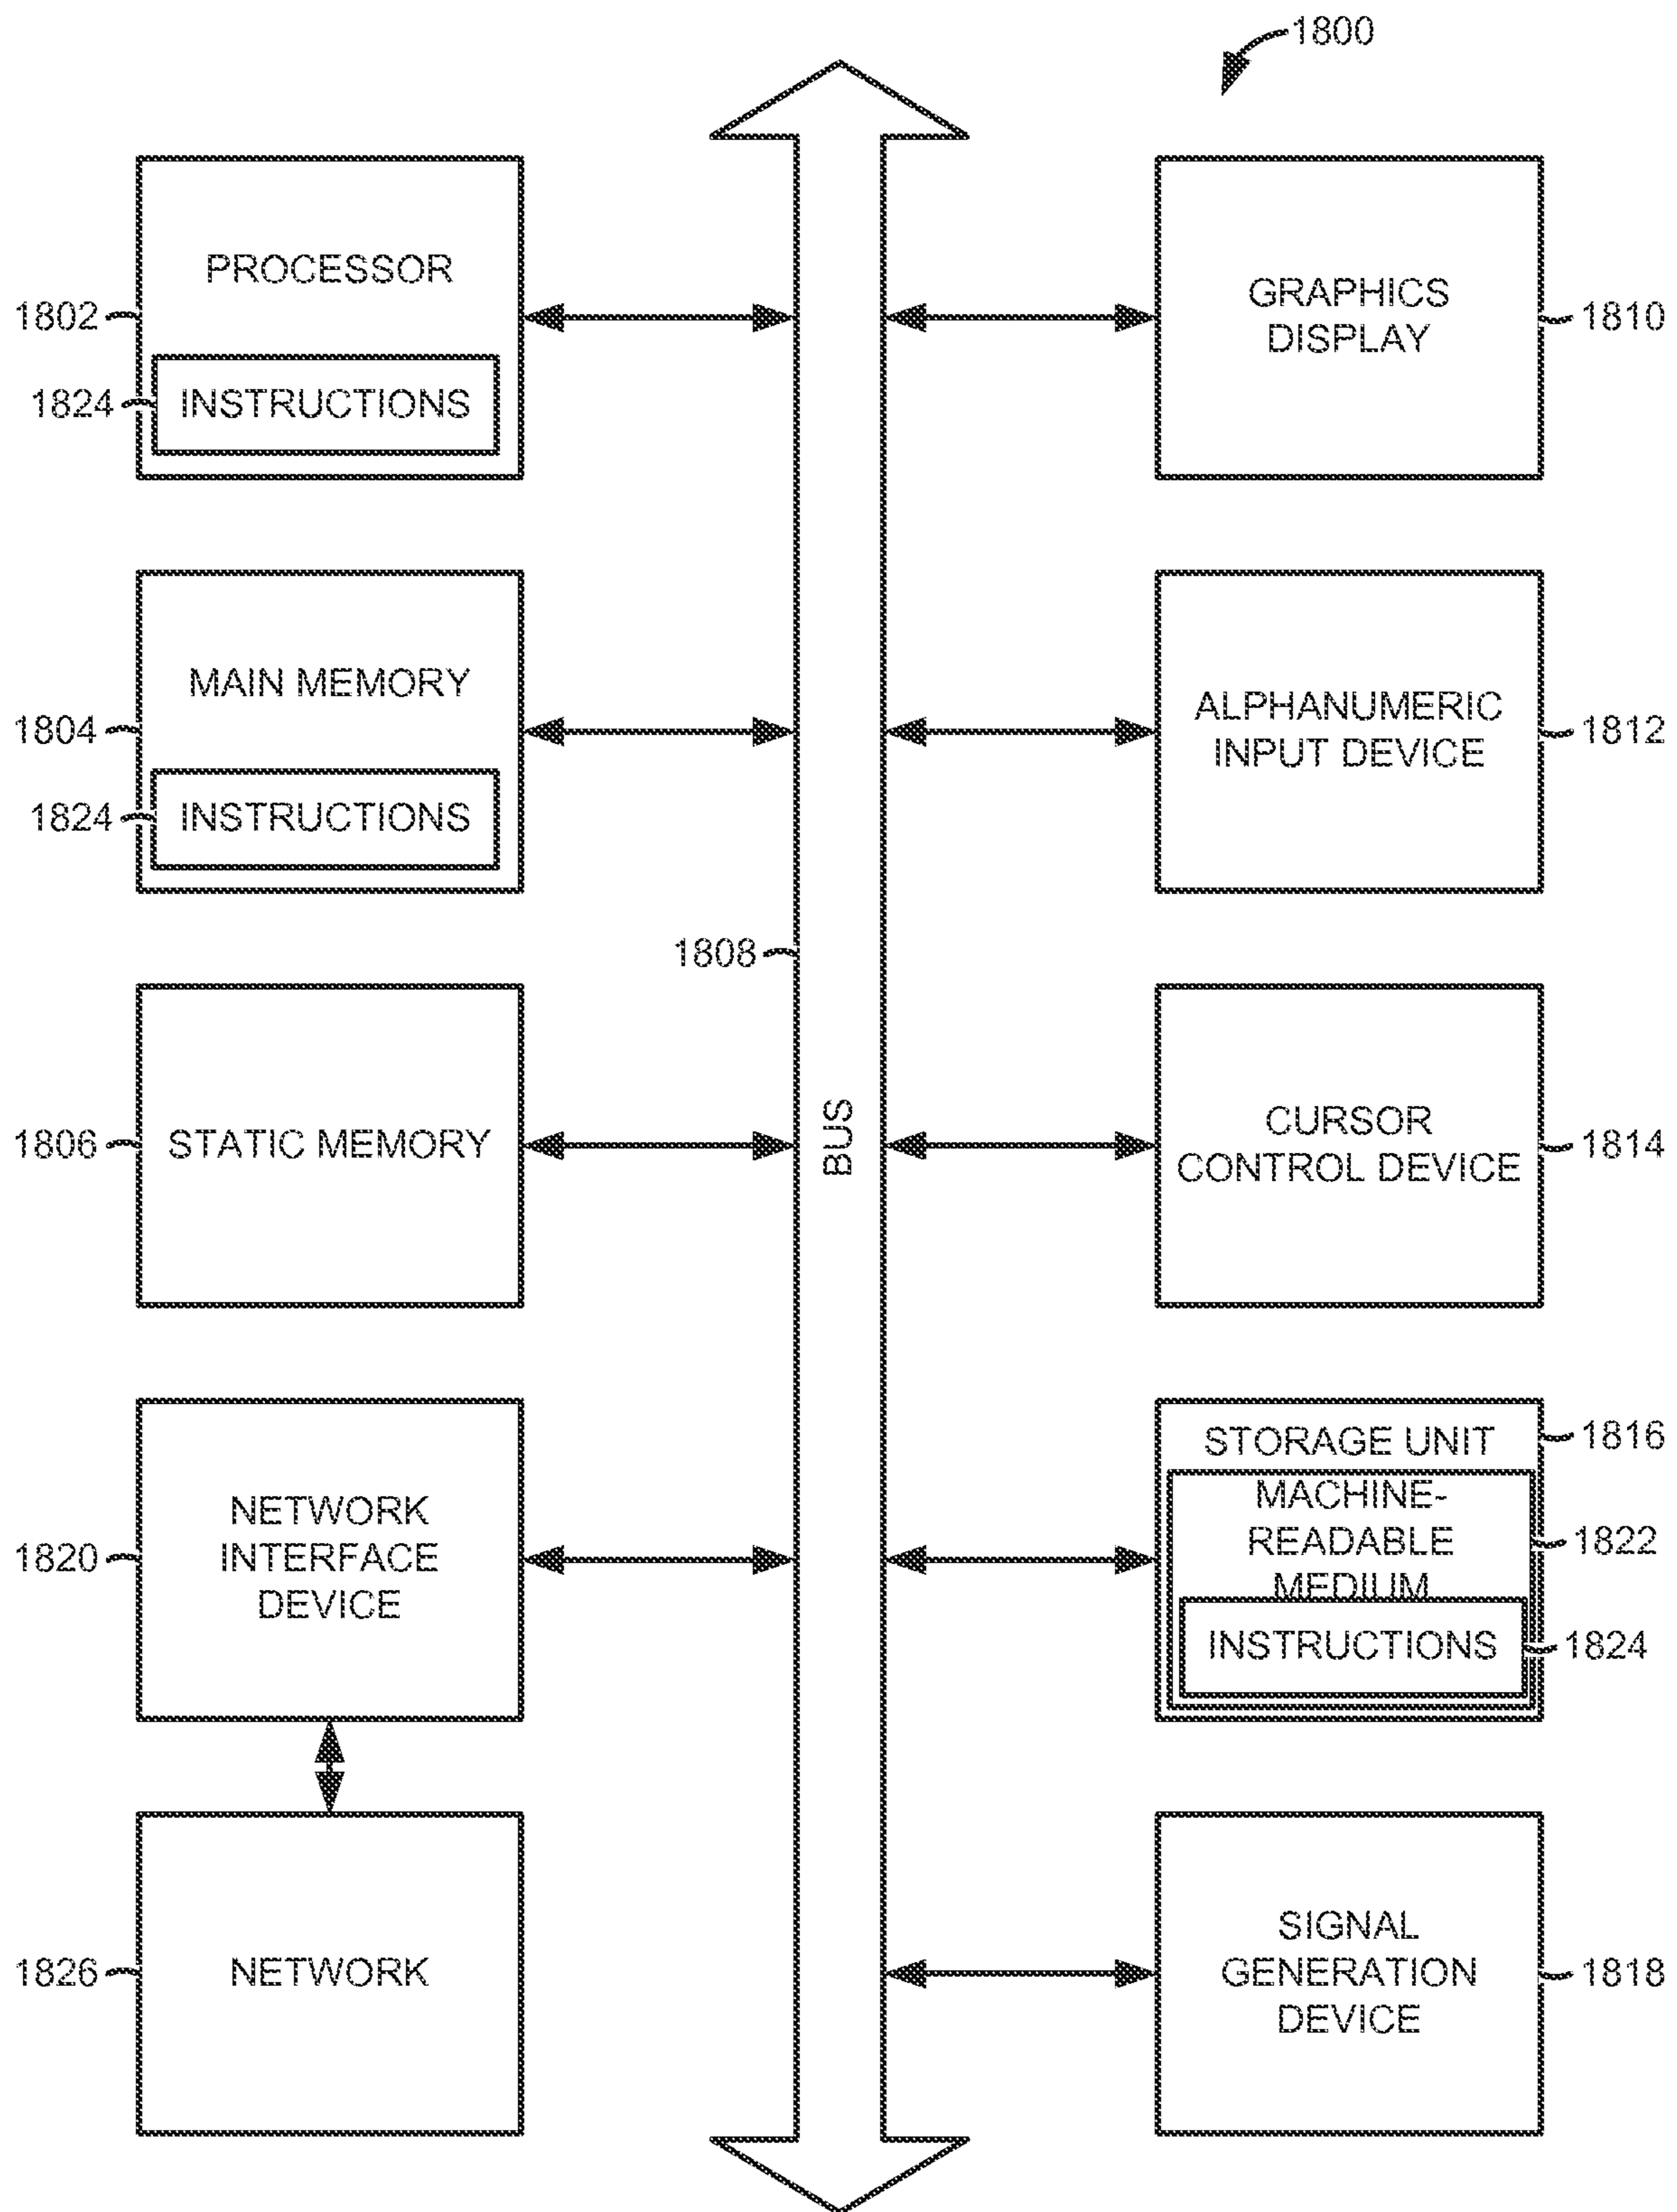 1800
PROCESSOR
1802
1824
INSTRUCTIONS
GRAPHICS
DISPLAY
1810
MAIN MEMORY
1804
1824
INSTRUCTIONS
ALPHANUMERIC
INPUT DEVICE
1812
1808
BUS
1806
STATIC MEMORY
CURSOR
CONTROL DEVICE
1814
1820
NETWORK
INTERFACE
DEVICE
STORAGE UNIT
1816
MACHINE-
READABLE
MEDIUM
1822
INSTRUCTIONS
1824
1826
NETWORK
SIGNAL
GENERATION
DEVICE
1818